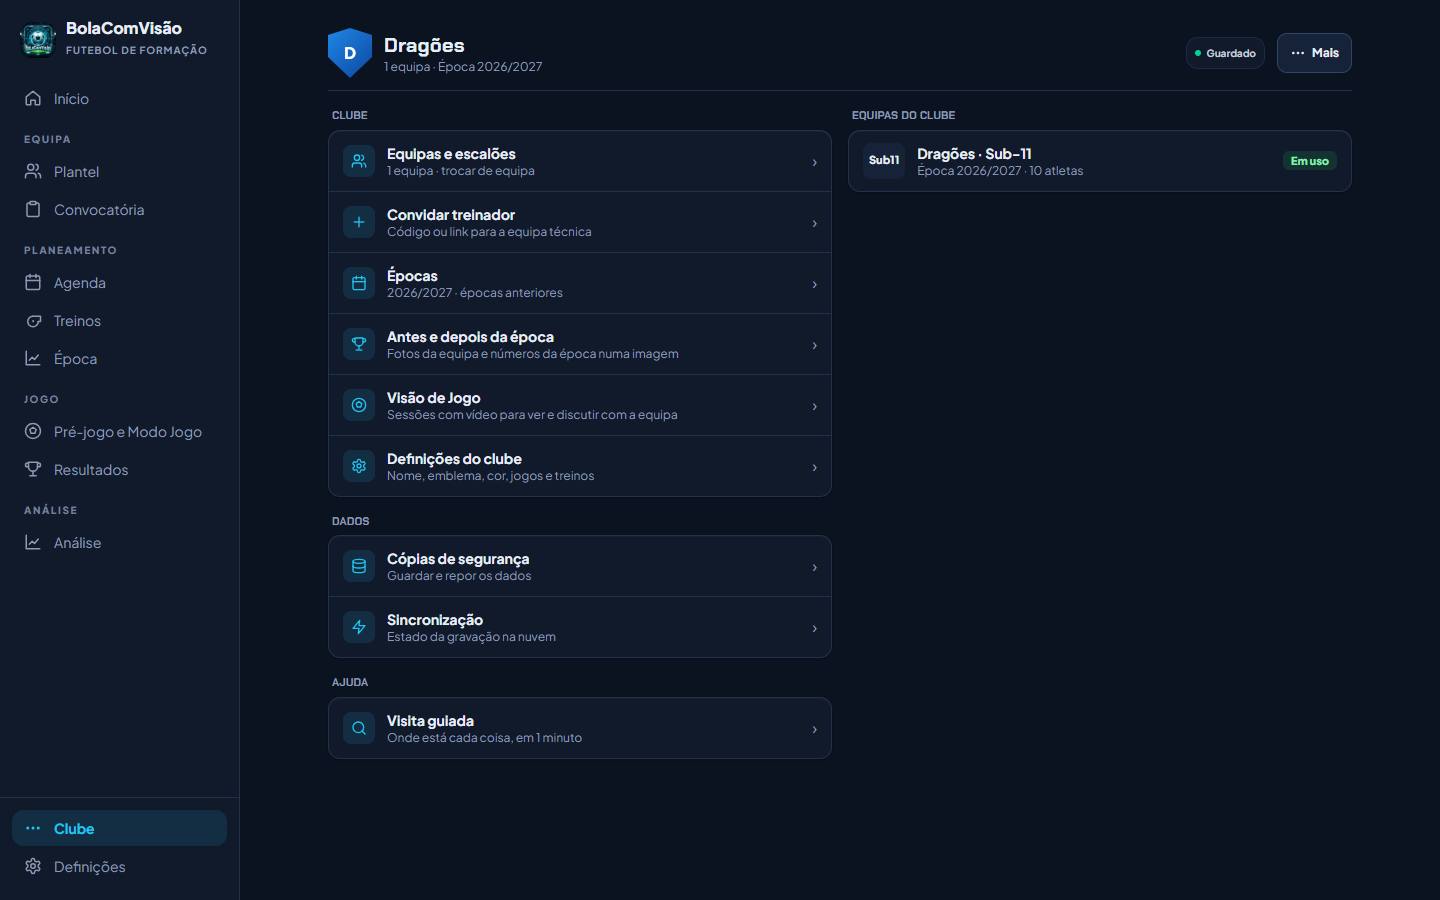 BolaComVisão
FUTEBOL DE FORMAÇÃO
Início
EQUIPA
Plantel
Convocatória
PLANEAMENTO
Agenda
Treinos
Época
JOGO
Pré-jogo e Modo Jogo
Resultados
ANÁLISE
Análise
Clube
Definições
D
Dragões
1 equipa · Época 2026/2027
Guardado
Mais
CLUBE
Equipas e escalões
1 equipa · trocar de equipa
Convidar treinador
Código ou link para a equipa técnica
Épocas
2026/2027 · épocas anteriores
Antes e depois da época
Fotos da equipa e números da época numa imagem
Visão de Jogo
Sessões com vídeo para ver e discutir com a equipa
Definições do clube
Nome, emblema, cor, jogos e treinos
DADOS
Cópias de segurança
Guardar e repor os dados
Sincronização
Estado da gravação na nuvem
AJUDA
Visita guiada
Onde está cada coisa, em 1 minuto
EQUIPAS DO CLUBE
Sub11
Dragões · Sub-11
Época 2026/2027 · 10 atletas
Em uso